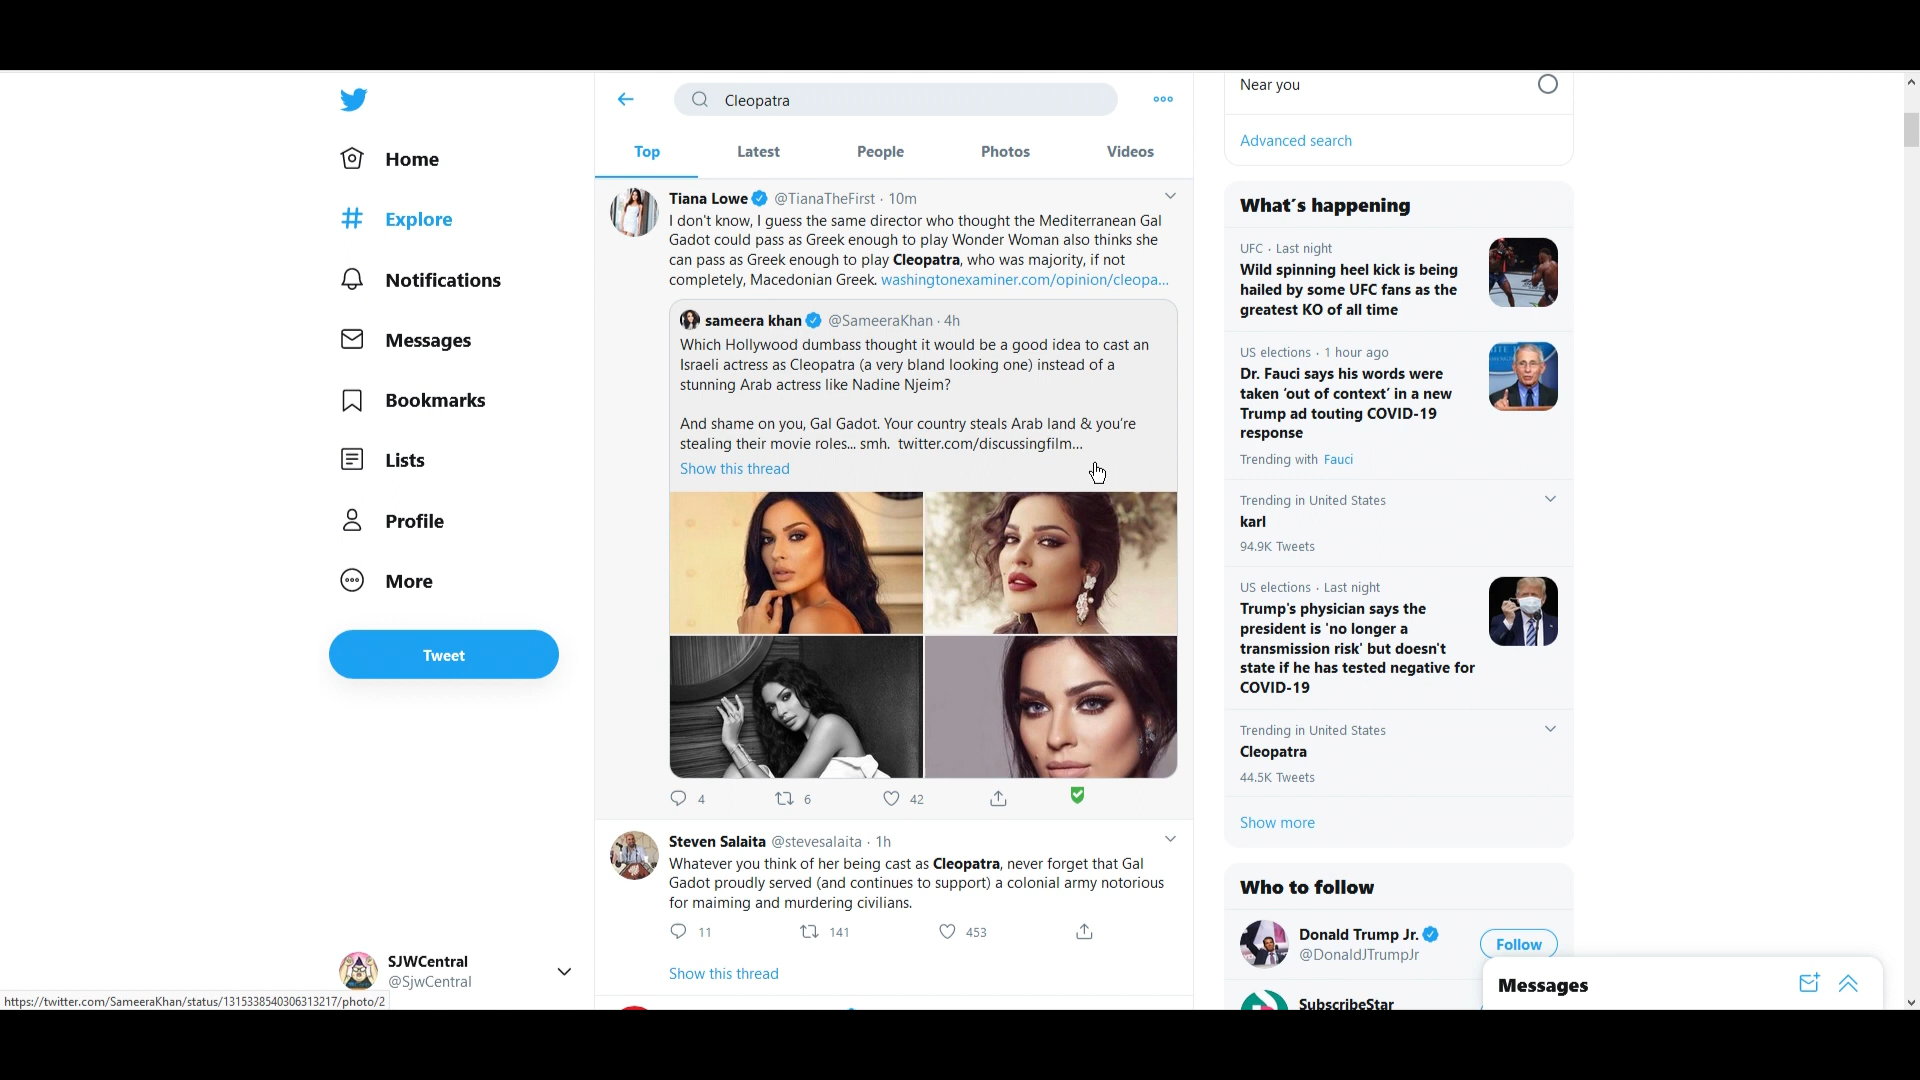 Home
Explore
Notifications
Messages
Bookmarks
Lists
Profile
More
Tweet
SJWCentral
@SjwCentral
https://twitter.com/SameeraKhan/status/1315338540306313217/photo/2
Cleopatra
Top
Latest
People
Photos
Videos
Tiana Lowe @TianaTheFirst · 10m
I don't know, I guess the same director who thought the Mediterranean Gal
Gadot could pass as Greek enough to play Wonder Woman also thinks she
can pass as Greek enough to play Cleopatra, who was majority, if not
completely, Macedonian Greek. washingtonexaminer.com/opinion/cleopa...
sameera khan @SameeraKhan · 4h
Which Hollywood dumbass thought it would be a good idea to cast an
Israeli actress as Cleopatra (a very bland looking one) instead of a
stunning Arab actress like Nadine Njeim?
And shame on you, Gal Gadot. Your country steals Arab land & you're
stealing their movie roles... smh. twitter.com/discussingfilm...
Show this thread
4 6 42
Steven Salaita @stevesalaita · 1h
Whatever you think of her being cast as Cleopatra, never forget that Gal
Gadot proudly served (and continues to support) a colonial army notorious
for maiming and murdering civilians.
11 141 453
Show this thread
Near you
Advanced search
What's happening
UFC · Last night
Wild spinning heel kick is being
hailed by some UFC fans as the
greatest KO of all time
US elections · 1 hour ago
Dr. Fauci says his words were
taken 'out of context' in a new
Trump ad touting COVID-19
response
Trending with Fauci
Trending in United States
karl
94.9K Tweets
US elections · Last night
Trump's physician says the
president is 'no longer a
transmission risk' but doesn't
state if he has tested negative for
COVID-19
Trending in United States
Cleopatra
44.5K Tweets
Show more
Who to follow
Donald Trump Jr.
@DonaldJTrumpJr
Follow
SubscribeStar
Messages